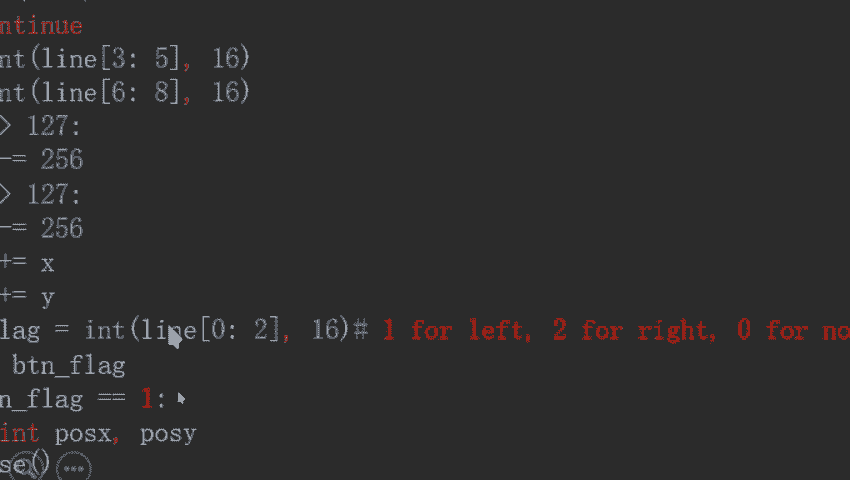 ntinue
nt(line[3: 5], 16)
nt(line[6: 8], 16)
> 127:
-= 256
> 127:
-= 256
+= x
+= y
lag = int(line[0: 2], 16)# 1 for left, 2 for right, 0 for no
btn_flag
n_flag == 1:
int posx, posy
se()